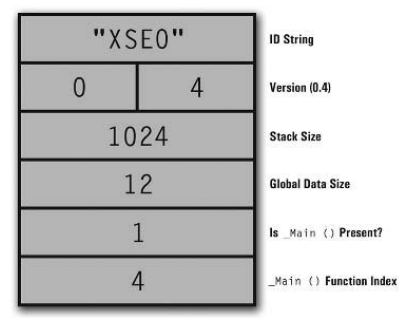 "XSE0" ID String
0 4 Version (0.4)
1024 Stack Size
12 Global Data Size
1 Is _Main () Present?
4 _Main () Function Index